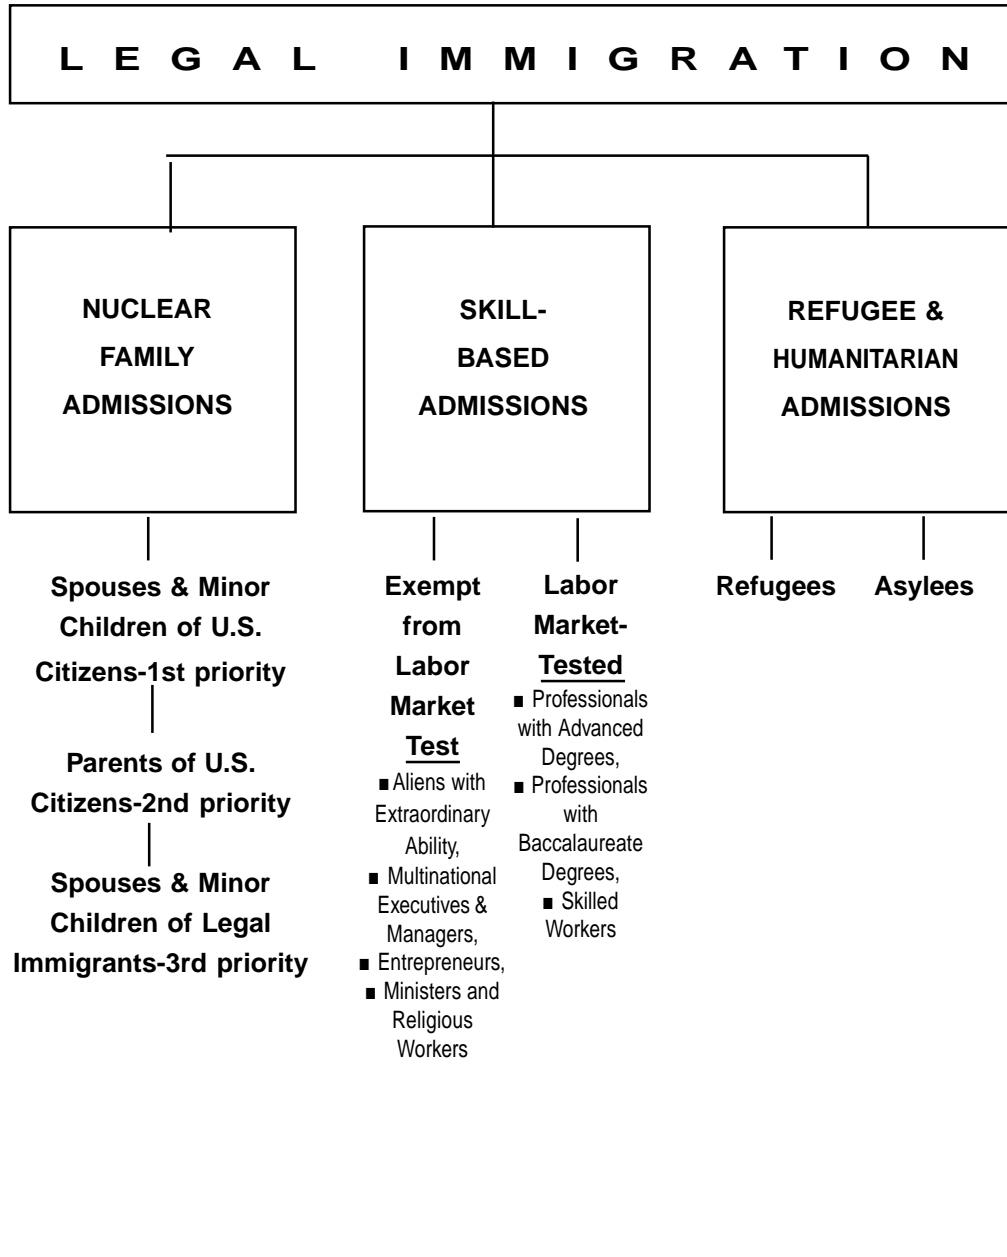 LEGAL IMMIGRATION
NUCLEAR
FAMILY
ADMISSIONS
SKILL-
BASED
ADMISSIONS
REFUGEE &
HUMANITARIAN
ADMISSIONS
Spouses & Minor
Children of U.S.
Citizens-1st priority
Parents of U.S.
Citizens-2nd priority
Spouses & Minor
Children of Legal
Immigrants-3rd priority
Exempt
from
Labor
Market
Test
■ Aliens with
Extraordinary
Ability,
■ Multinational
Executives &
Managers,
■ Entrepreneurs,
■ Ministers and
Religious
Workers
Labor
Market-
Tested
■ Professionals
with Advanced
Degrees,
■ Professionals
with
Baccalaureate
Degrees,
■ Skilled
Workers
Refugees
Asylees